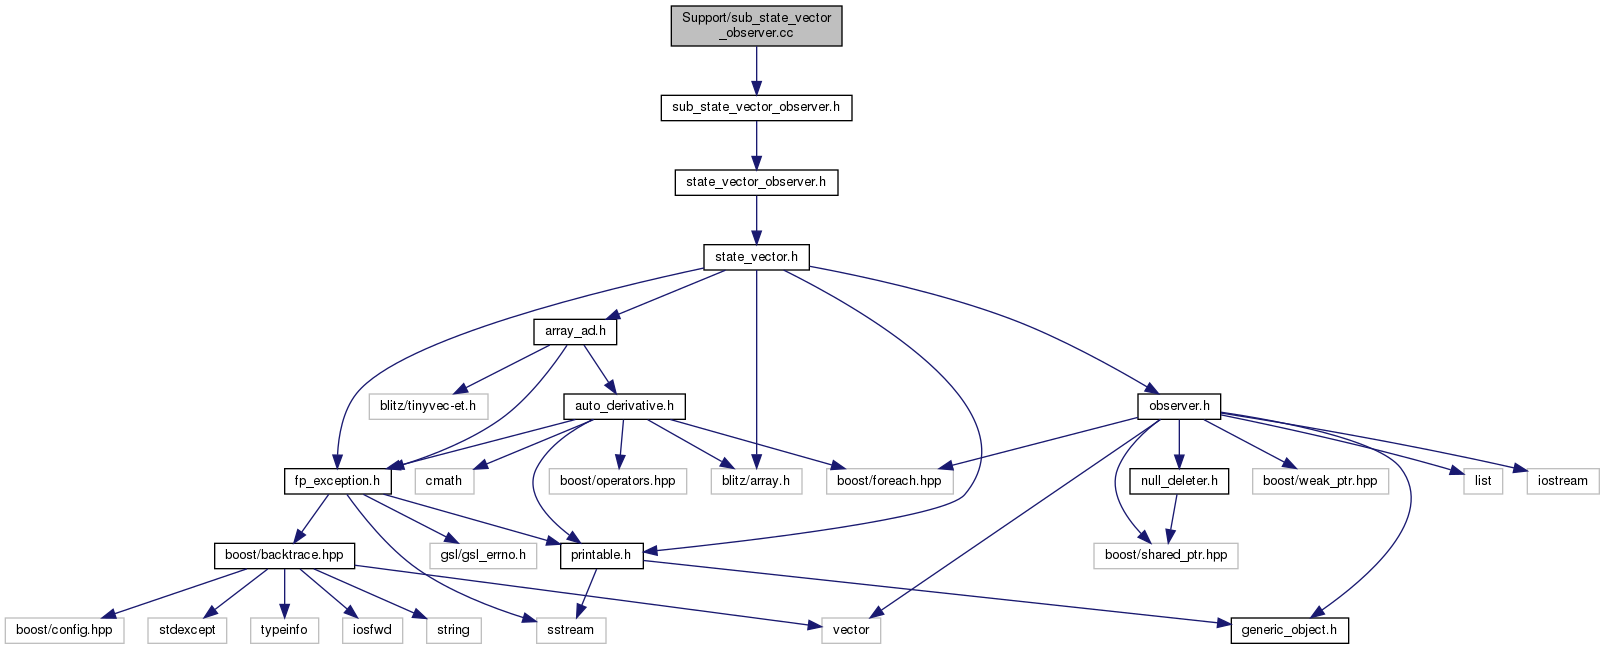 Support/sub_state_vector
_observer.cc
sub_state_vector_observer.h
state_vector_observer.h
state_vector.h
array_ad.h
blitz/tinyvec-et.h
auto_derivative.h
observer.h
fp_exception.h
cmath
boost/operators.hpp
blitz/array.h
boost/foreach.hpp
null_deleter.h
boost/weak_ptr.hpp
list
iostream
boost/backtrace.hpp
gsl/gsl_errno.h
printable.h
boost/shared_ptr.hpp
boost/config.hpp
stdexcept
typeinfo
iosfwd
string
sstream
vector
generic_object.h